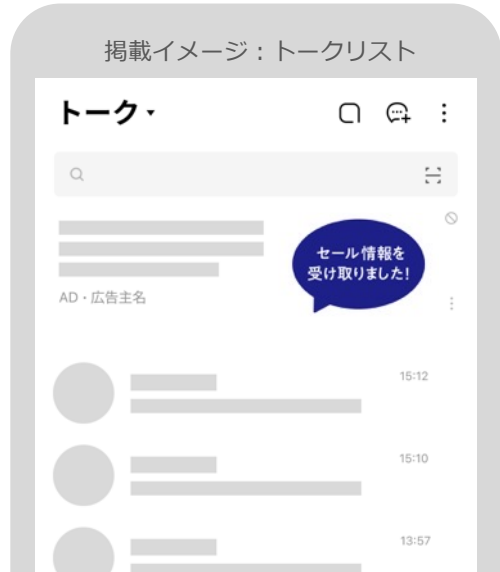 掲載イメージ：トークリスト
トーク
セール情報を
受け取りました!
AD・広告主名
15:12
15:10
13:57